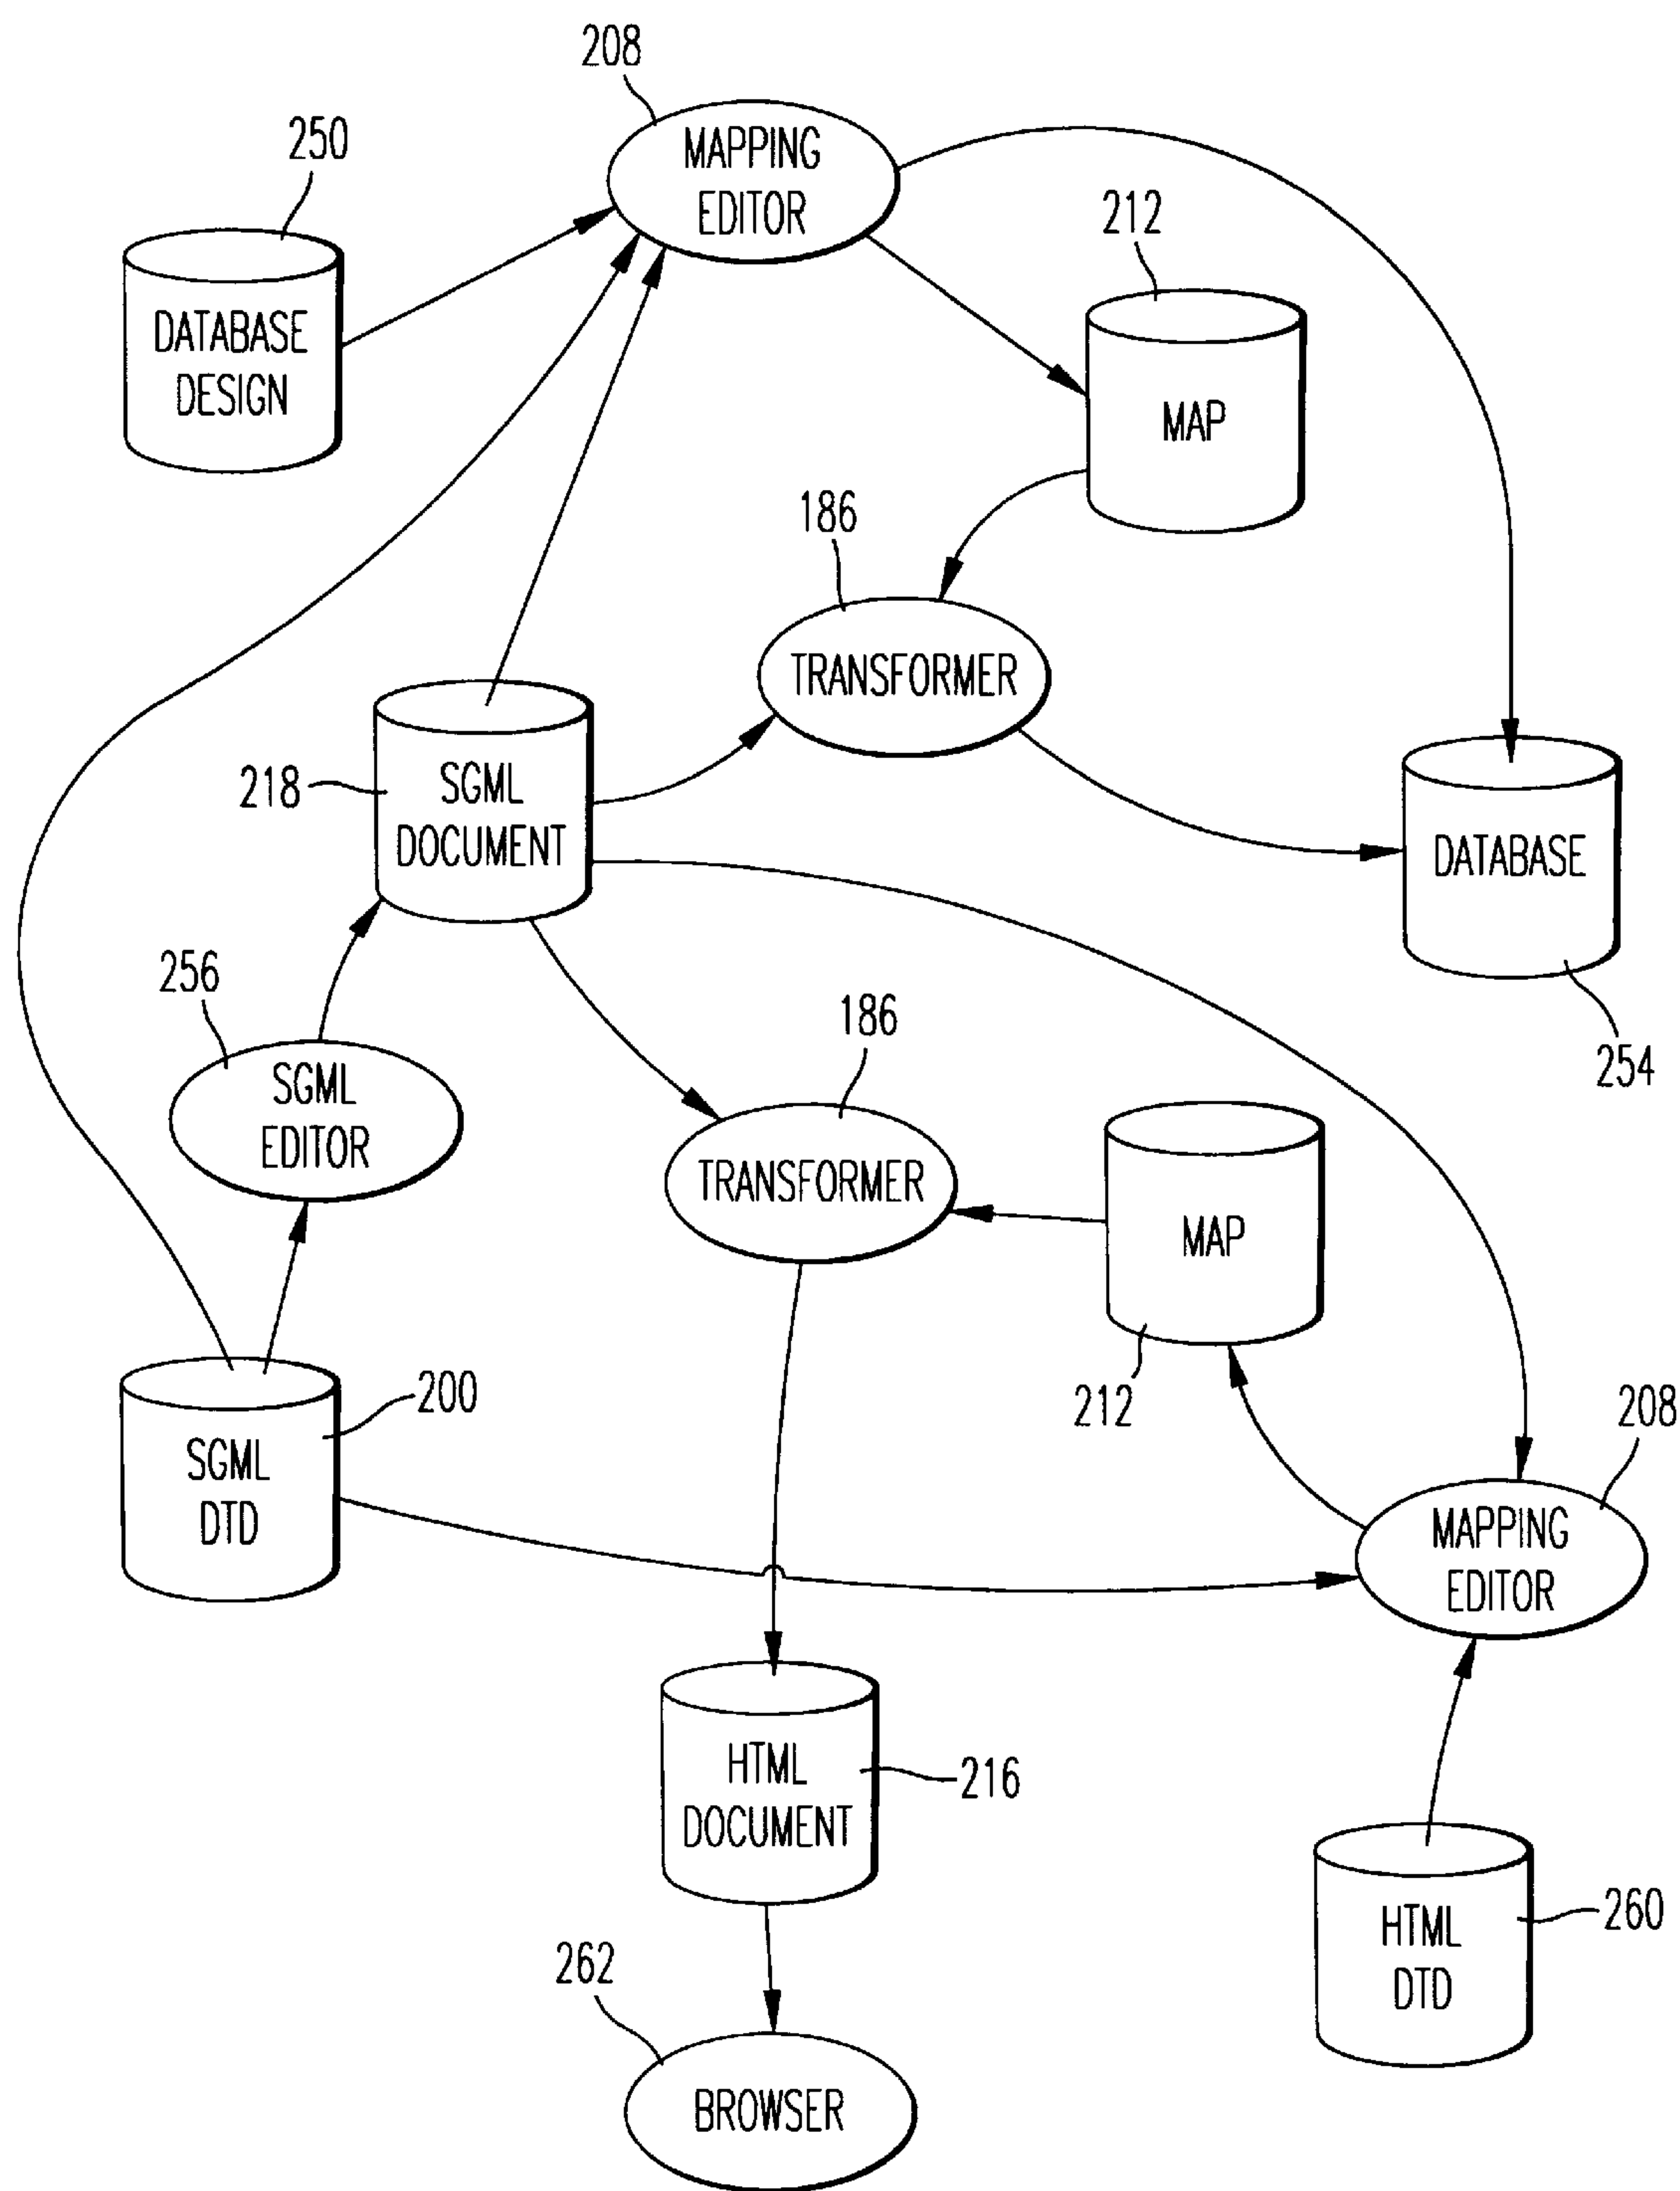 208
MAPPING
EDITOR
250
DATABASE
DESIGN
212
MAP
186
TRANSFORMER
218
SGML
DOCUMENT
DATABASE
254
256
SGML
EDITOR
186
TRANSFORMER
MAP
212
200
SGML
DTD
208
MAPPING
EDITOR
HTML
DOCUMENT
216
HTML
DTD
260
262
BROWSER